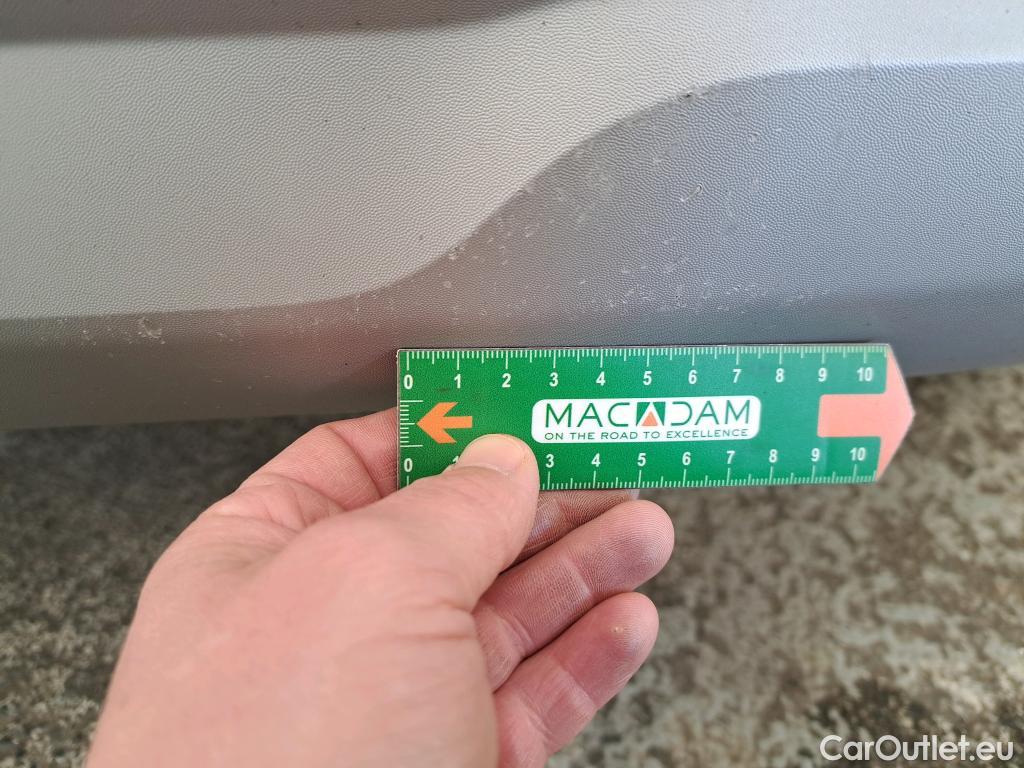 0 1 2 3 4 5 6 7 8 9 10
MACADAM
ON THE ROAD TO EXCELLENCE
0 3 4 5 6 7 8 9 10
CarOutlet.eu